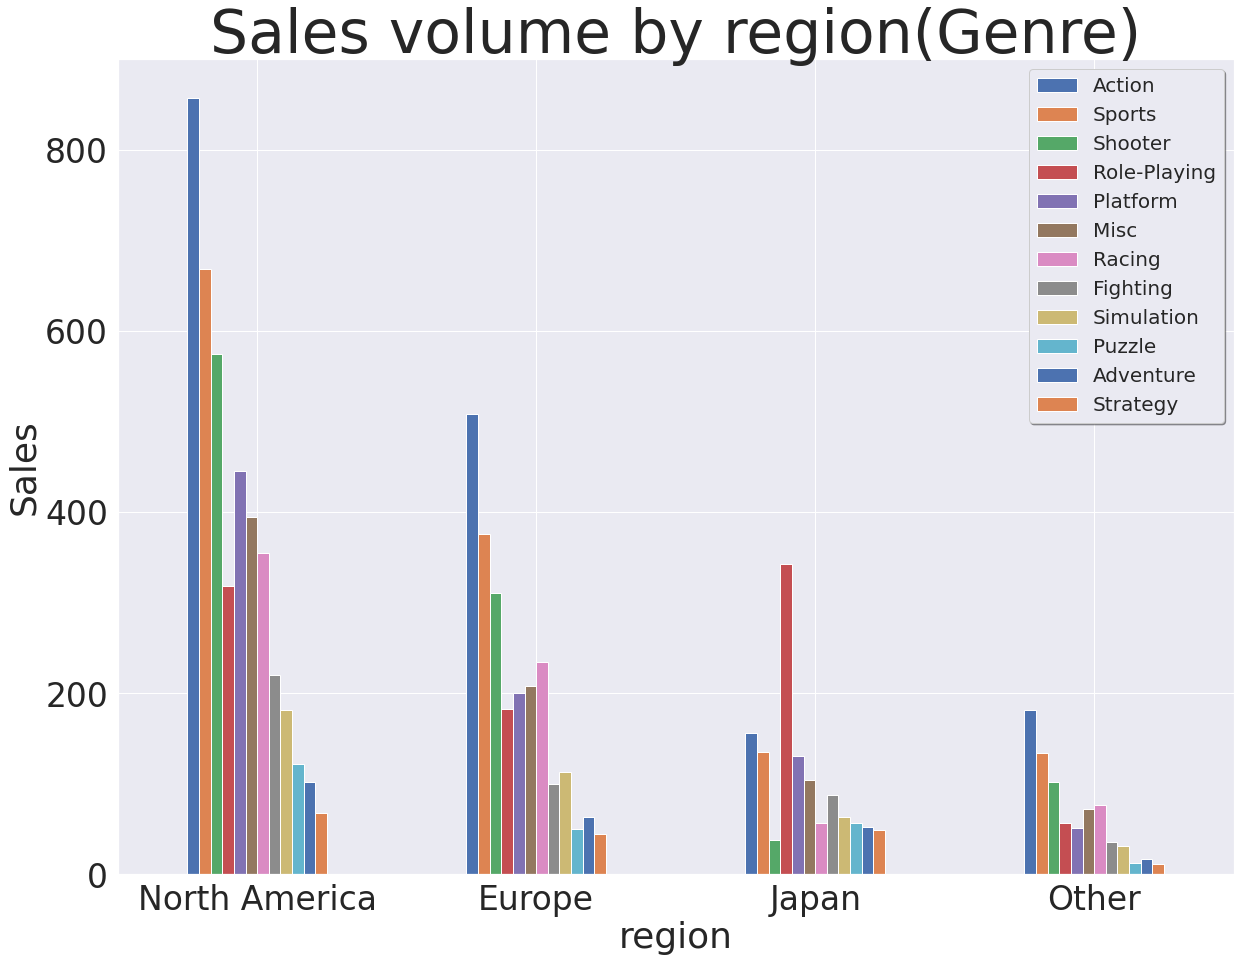 Sales volume by region(Genre)
Action
Sports
Shooter
Role-Playing
Platform
Misc
Racing
Fighting
Simulation
Puzzle
Adventure
Strategy
800
600
400
200
0
Sales
North America Europe Japan Other
region